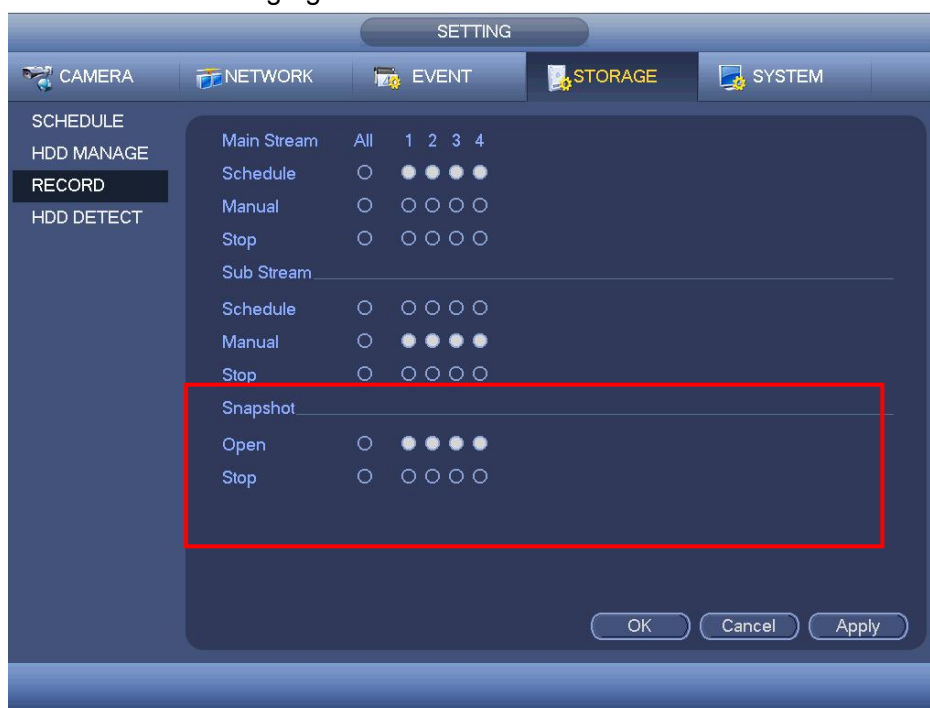 SETTING
CAMERA NETWORK EVENT STORAGE SYSTEM
SCHEDULE
HDD MANAGE
RECORD
HDD DETECT
Main Stream All 1 2 3 4
Schedule
Manual
Stop
Sub Stream
Schedule
Manual
Stop
Snapshot
Open
Stop
OK Cancel Apply